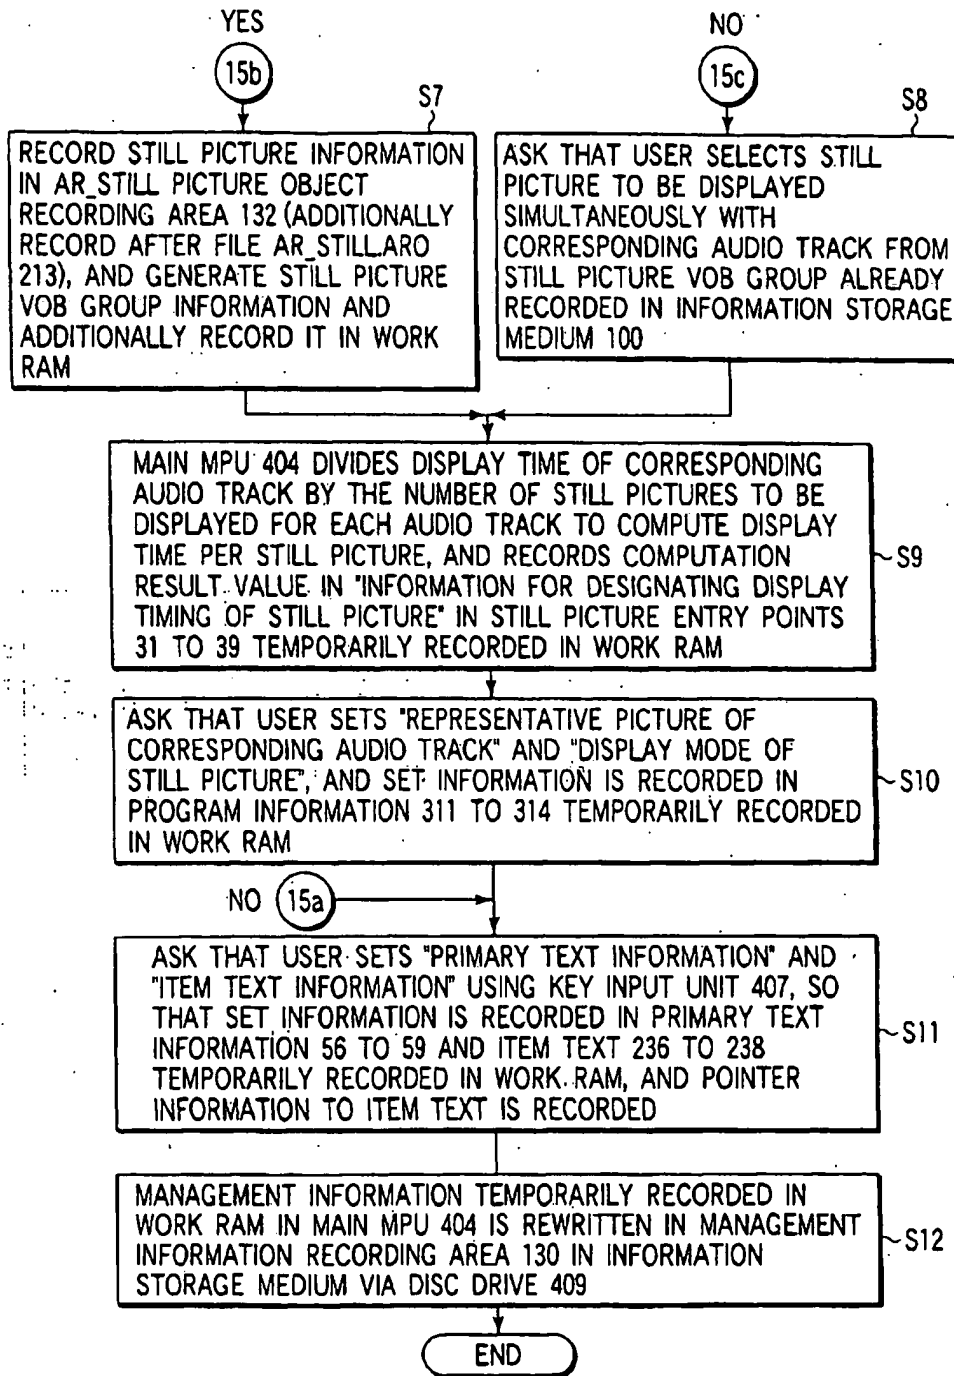 YES
NO
15b
15c
S7
S8
RECORD STILL PICTURE INFORMATION
IN AR_STILL PICTURE OBJECT
RECORDING AREA 132 (ADDITIONALLY
RECORD AFTER FILE AR_STILL.ARO
213), AND GENERATE STILL PICTURE
VOB GROUP INFORMATION AND
ADDITIONALLY RECORD IT IN WORK
RAM
ASK THAT USER SELECTS STILL
PICTURE TO BE DISPLAYED
SIMULTANEOUSLY WITH
CORRESPONDING AUDIO TRACK FROM
STILL PICTURE VOB GROUP ALREADY
RECORDED IN INFORMATION STORAGE
MEDIUM 100
MAIN MPU 404 DIVIDES DISPLAY TIME OF CORRESPONDING
AUDIO TRACK BY THE NUMBER OF STILL PICTURES TO BE
DISPLAYED FOR EACH AUDIO TRACK TO COMPUTE DISPLAY
TIME PER STILL PICTURE, AND RECORDS COMPUTATION
RESULT VALUE IN "INFORMATION FOR DESIGNATING DISPLAY
TIMING OF STILL PICTURE" IN STILL PICTURE ENTRY POINTS
31 TO 39 TEMPORARILY RECORDED IN WORK RAM
S9
ASK THAT USER SETS "REPRESENTATIVE PICTURE OF
CORRESPONDING AUDIO TRACK" AND "DISPLAY MODE OF
STILL PICTURE", AND SET INFORMATION IS RECORDED IN
PROGRAM INFORMATION 311 TO 314 TEMPORARILY RECORDED
IN WORK RAM
S10
NO 15a
ASK THAT USER SETS "PRIMARY TEXT INFORMATION" AND
"ITEM TEXT INFORMATION" USING KEY INPUT UNIT 407, SO
THAT SET INFORMATION IS RECORDED IN PRIMARY TEXT
INFORMATION 56 TO 59 AND ITEM TEXT 236 TO 238
TEMPORARILY RECORDED IN WORK RAM, AND POINTER
INFORMATION TO ITEM TEXT IS RECORDED
S11
MANAGEMENT INFORMATION TEMPORARILY RECORDED IN
WORK RAM IN MAIN MPU 404 IS REWRITTEN IN MANAGEMENT
INFORMATION RECORDING AREA 130 IN INFORMATION
STORAGE MEDIUM VIA DISC DRIVE 409
S12
END